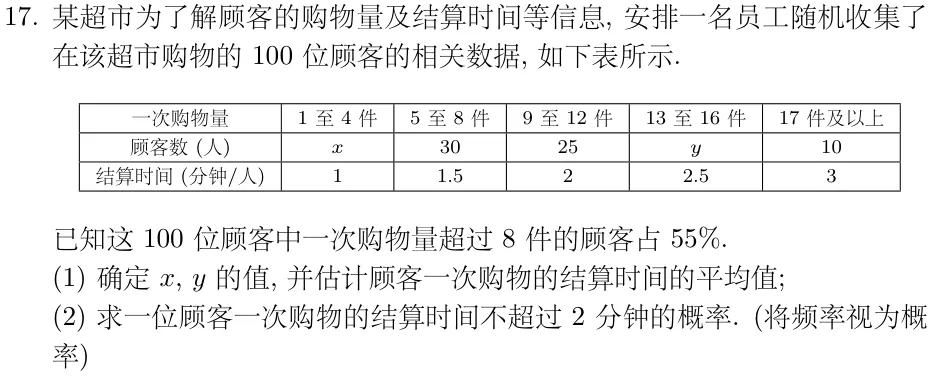 17. 某超市为了解顾客的购物量及结算时间等信息, 安排一名员工随机收集了
在该超市购物的 100 位顾客的相关数据, 如下表所示.
一次购物量 1 至 4 件 5 至 8 件 9 至 12 件 13 至 16 件 17 件及以上
顾客数 (人) x 30 25 y 10
结算时间 (分钟/人) 1 1.5 2 2.5 3
已知这 100 位顾客中一次购物量超过 8 件的顾客占 55%.
(1) 确定 x, y 的值, 并估计顾客一次购物的结算时间的平均值;
(2) 求一位顾客一次购物的结算时间不超过 2 分钟的概率. (将频率视为概
率)